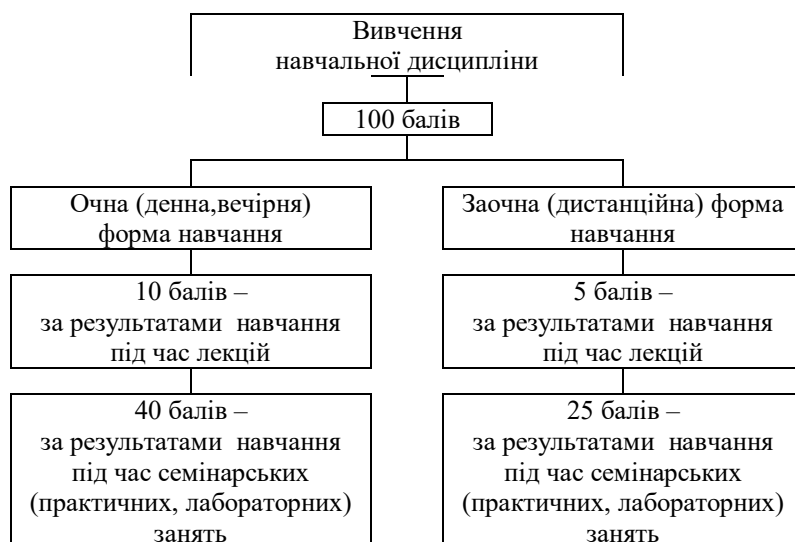 Вивчення
навчальної дисципліни
100 балів
Очна (денна,вечірня)
форма навчання
Заочна (дистанційна) форма
навчання
10 балів –
за результатами навчання
під час лекцій
5 балів –
за результатами навчання
під час лекцій
40 балів –
за результатами навчання
під час семінарських
(практичних, лабораторних)
занять
25 балів –
за результатами навчання
під час семінарських
(практичних, лабораторних)
занять